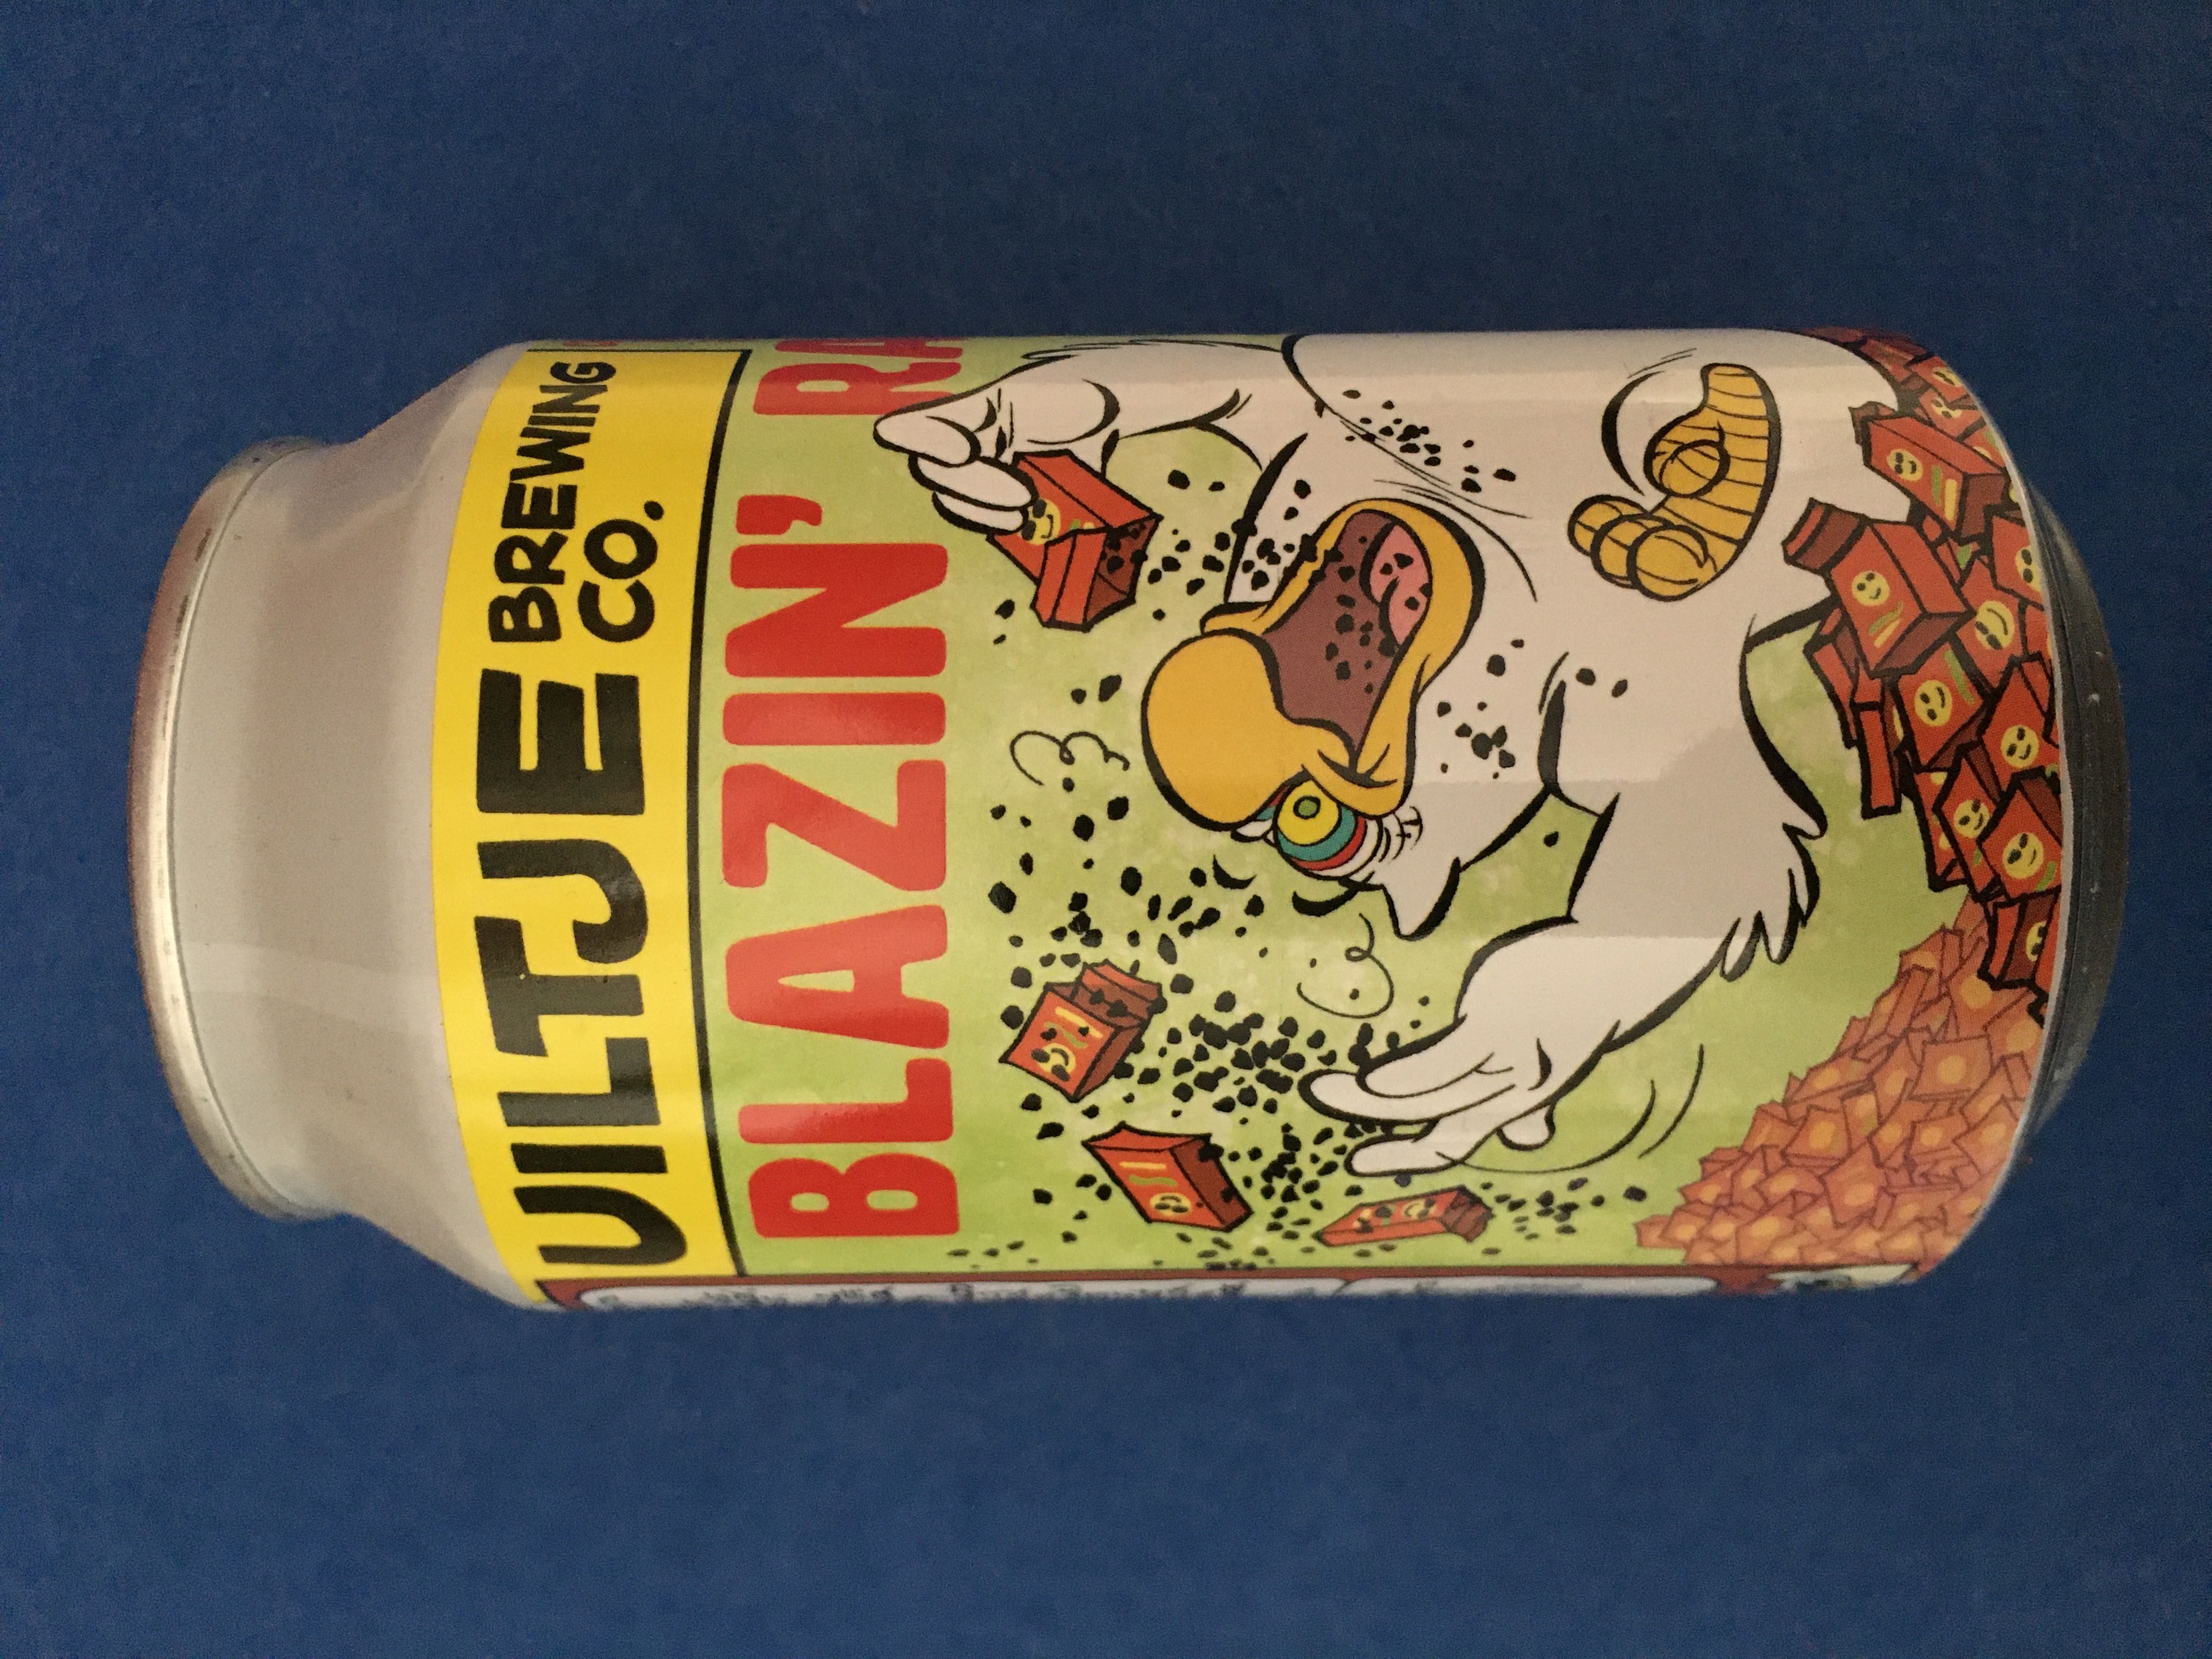 UILTJE BREWING
CO.
BLAZIN' RA